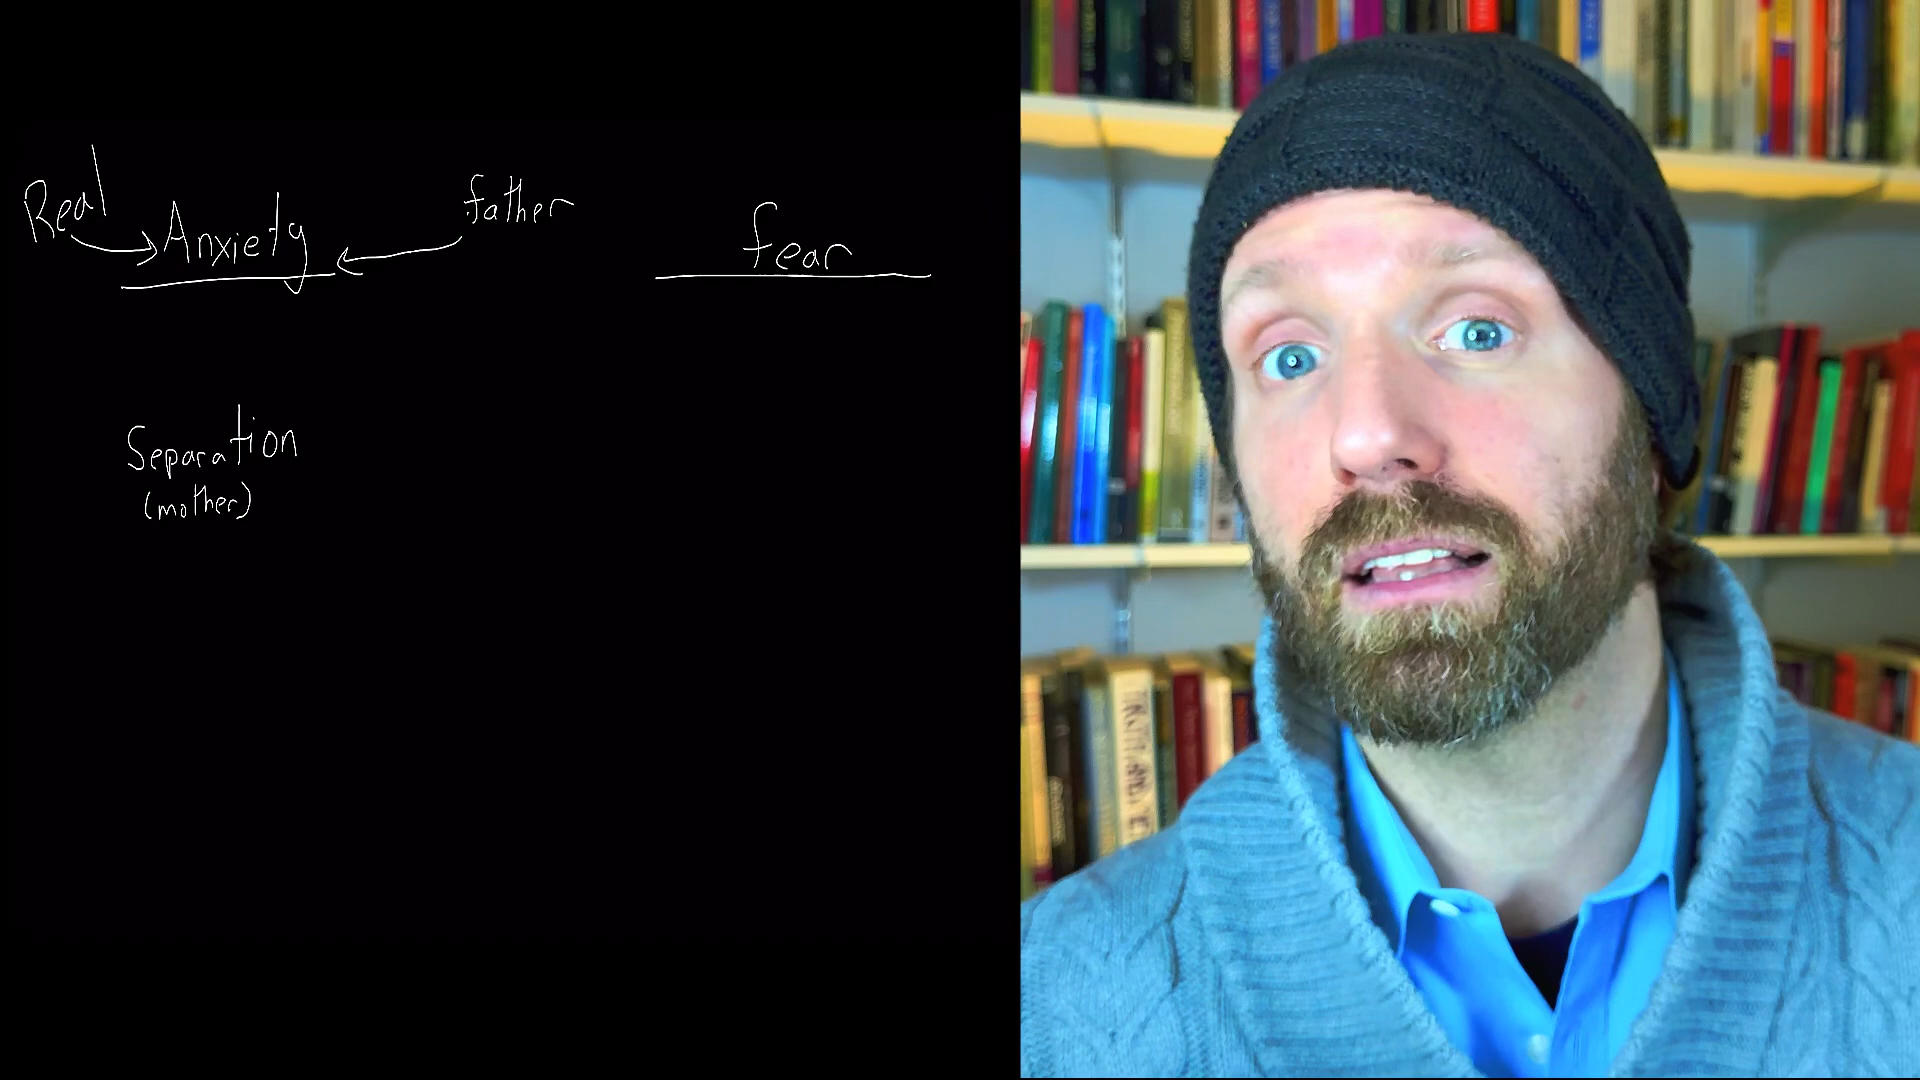 Real
Anxiety
father
fear
Separation
(mother)